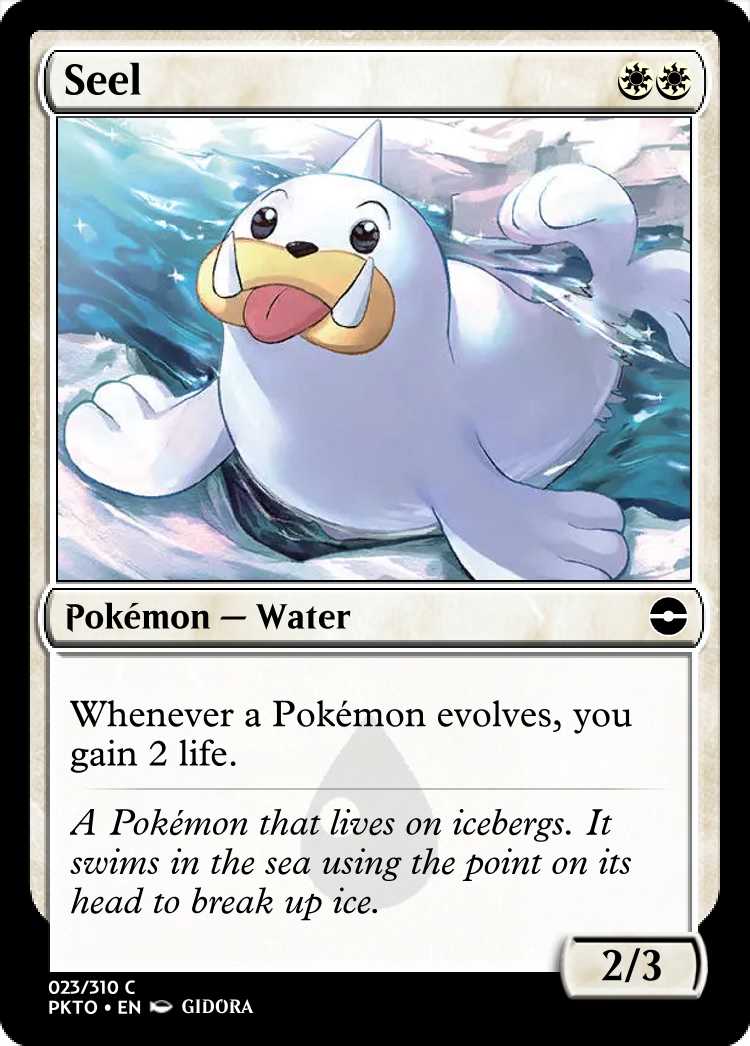 Seel
Pokémon — Water
Whenever a Pokémon evolves, you
gain 2 life.
A Pokémon that lives on icebergs. It
swims in the sea using the point on its
head to break up ice.
2/3
023/310 C
PKTO • EN GIDORA